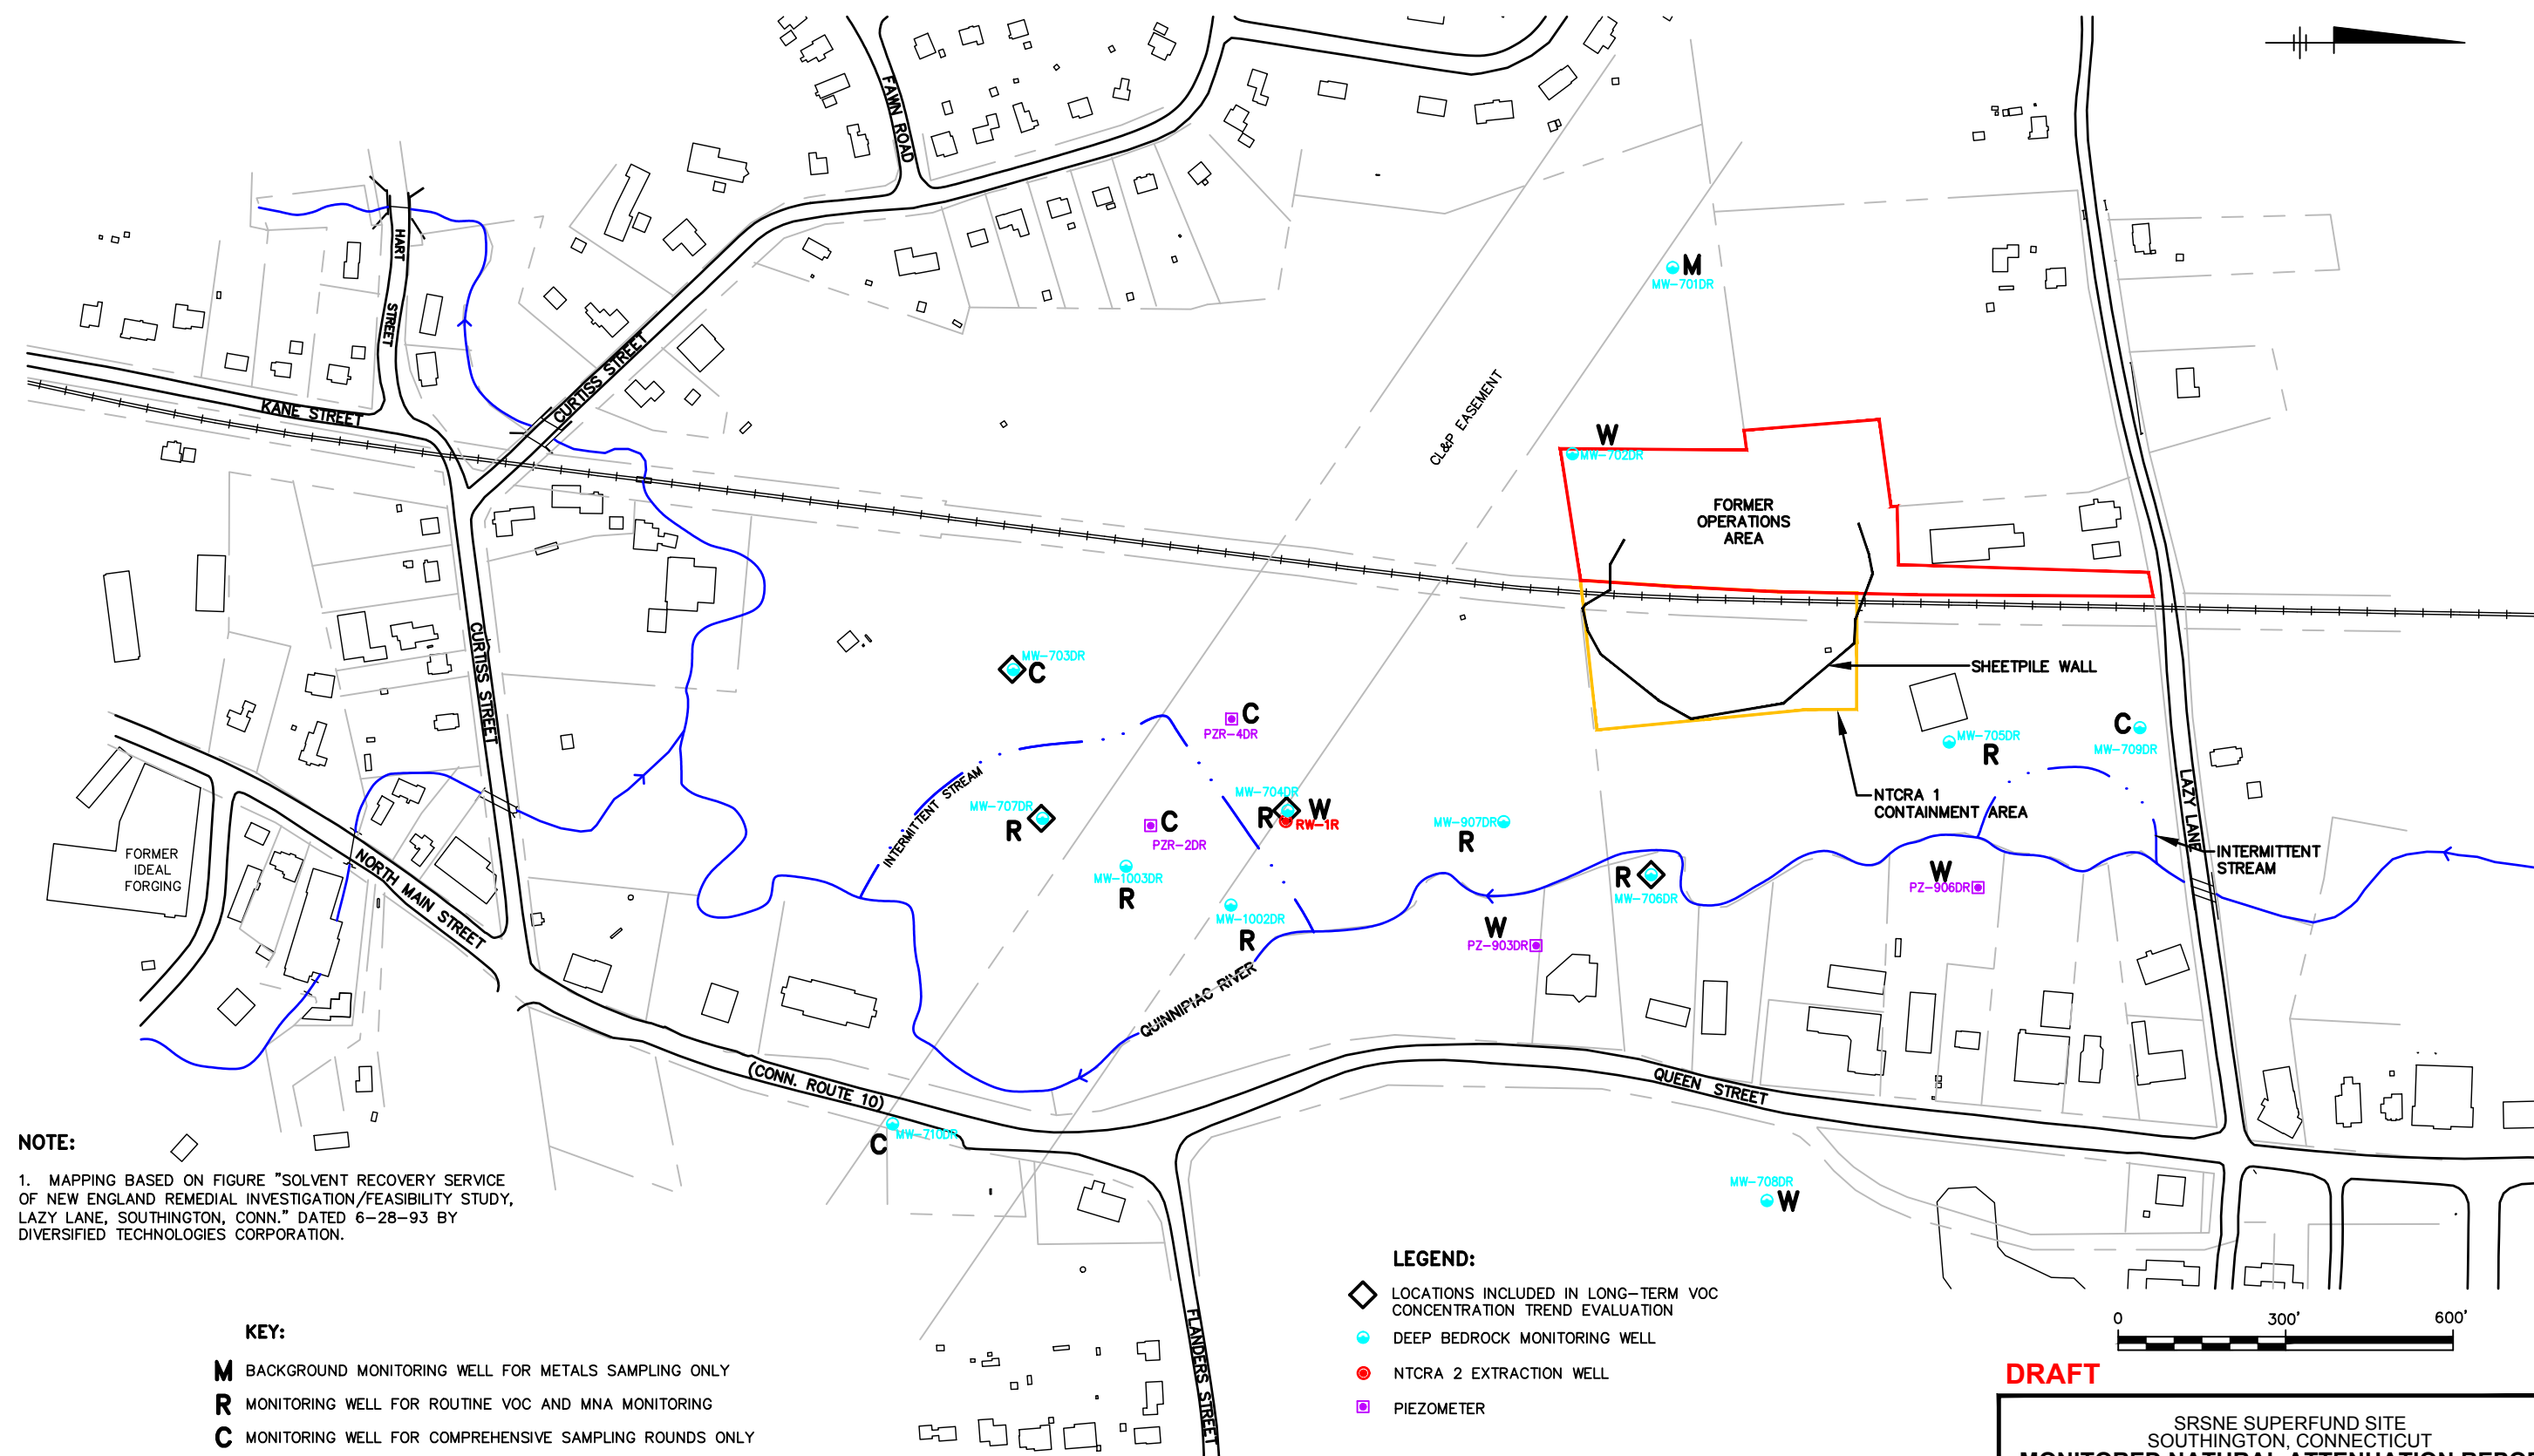 FAWN ROAD
HART
STREET
KANE STREET
CURTISS STREET
CL&P EASEMENT
M
MW-701DR
W
MW-702DR
FORMER
OPERATIONS
AREA
CURTISS STREET
MW-703DR
C
SHEETPILE WALL
C
PZR-4DR
C
MW-709DR
MW-705DR
R
INTERMITTENT STREAM
MW-707DR
R
C
PZR-2DR
MW-704DR
R
W
RW-1R
MW-907DR
R
NTCRA 1
CONTAINMENT AREA
LAZY LANE
INTERMITTENT
STREAM
FORMER
IDEAL
FORGING
NORTH MAIN STREET
MW-1003DR
R
MW-1002DR
R
R
MW-706DR
W
PZ-906DR
W
PZ-903DR
QUINNIPIAC RIVER
(CONN. ROUTE 10)
QUEEN STREET
MW-710DR
C
MW-708DR
W
FLANDERS STREET
NOTE:
1. MAPPING BASED ON FIGURE "SOLVENT RECOVERY SERVICE
OF NEW ENGLAND REMEDIAL INVESTIGATION/FEASIBILITY STUDY,
LAZY LANE, SOUTHINGTON, CONN." DATED 6-28-93 BY
DIVERSIFIED TECHNOLOGIES CORPORATION.
KEY:
M BACKGROUND MONITORING WELL FOR METALS SAMPLING ONLY
R MONITORING WELL FOR ROUTINE VOC AND MNA MONITORING
C MONITORING WELL FOR COMPREHENSIVE SAMPLING ROUNDS ONLY
LEGEND:
LOCATIONS INCLUDED IN LONG-TERM VOC
CONCENTRATION TREND EVALUATION
DEEP BEDROCK MONITORING WELL
NTCRA 2 EXTRACTION WELL
PIEZOMETER
0 300' 600'
DRAFT
SRSNE SUPERFUND SITE
SOUTHINGTON, CONNECTICUT
MONITORED NATURAL ATTENUATION